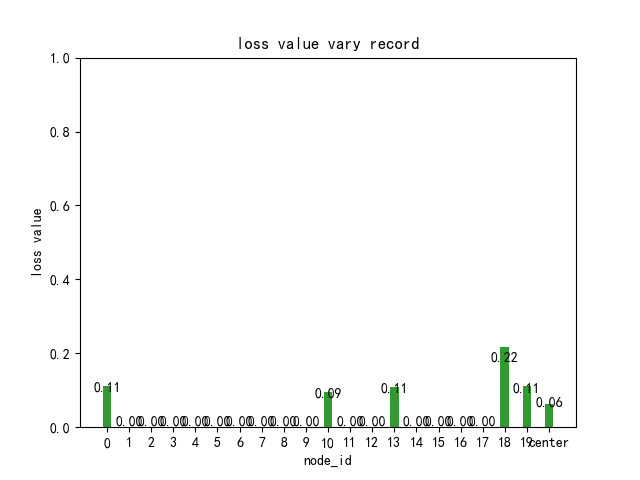 loss value vary record
1.0
0.8
0.6
0.4
0.2
0.0
loss value
0.11 0.00 0.00 0.00 0.00 0.00 0.00 0.00 0.00 0.00 0.09 0.00 0.00 0.11 0.00 0.00 0.00 0.00 0.22 0.11 0.06
0 1 2 3 4 5 6 7 8 9 10 11 12 13 14 15 16 17 18 19 center
node_id